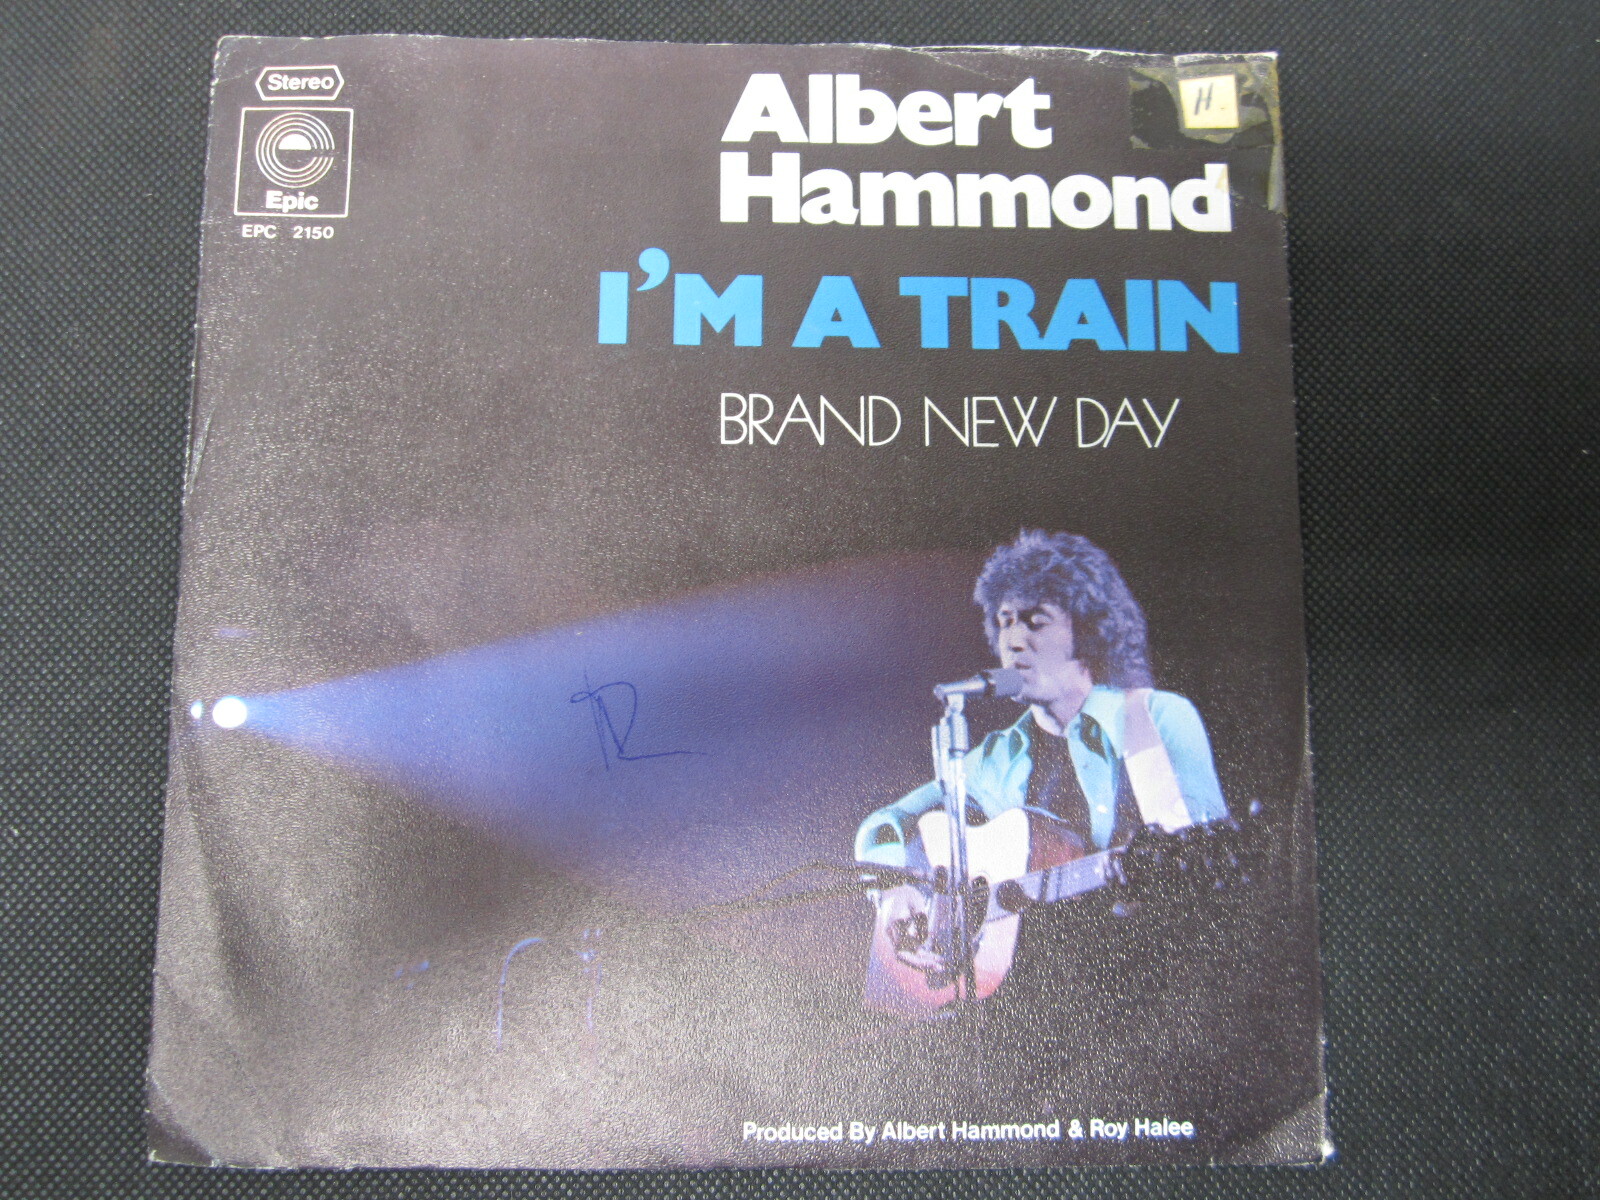 Stereo
Epic
EPC 2150
Albert
Hammond
H.
I'M A TRAIN
BRAND NEW DAY
Produced By Albert Hammond & Roy Halee